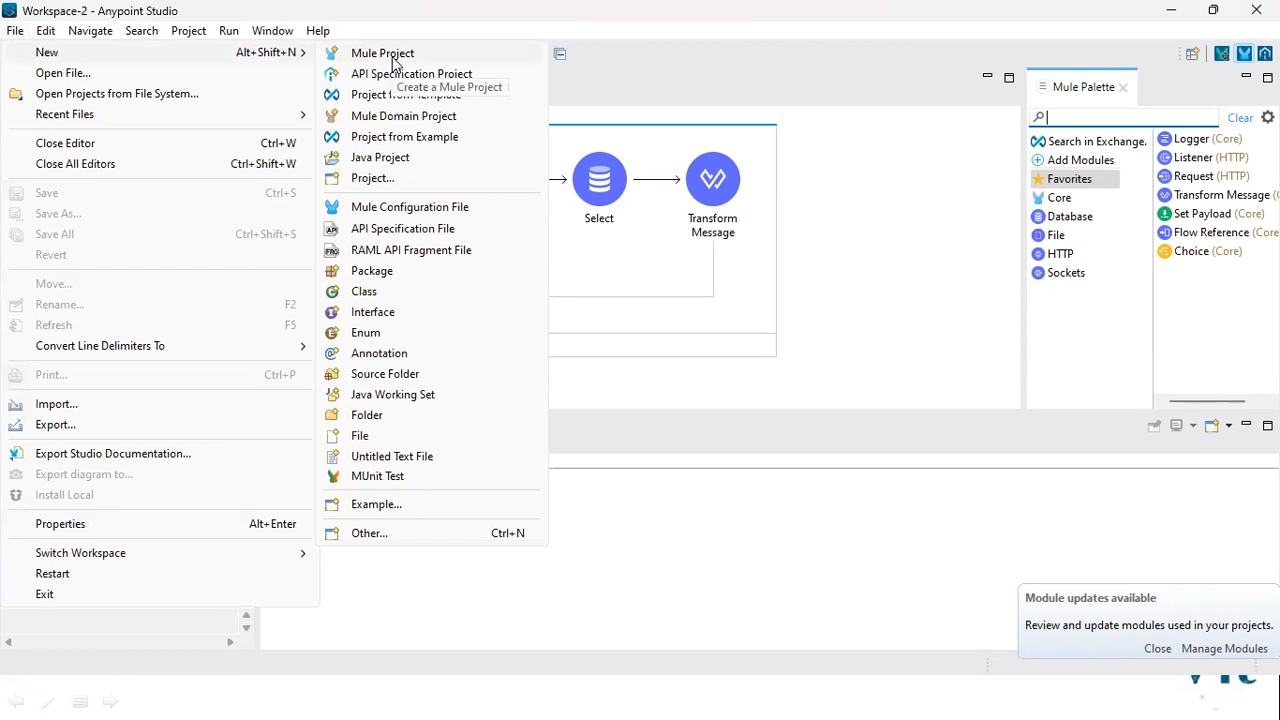 Workspace-2 - Anypoint Studio
File Edit Navigate Search Project Run Window Help
New Alt+Shift+N
Open File...
Open Projects from File System...
Recent Files
Close Editor Ctrl+W
Close All Editors Ctrl+Shift+W
Save Ctrl+S
Save As...
Save All Ctrl+Shift+S
Revert
Move...
Rename... F2
Refresh F5
Convert Line Delimiters To
Print... Ctrl+P
Import...
Export...
Export Studio Documentation...
Export diagram to...
Install Local
Properties Alt+Enter
Switch Workspace
Restart
Exit
Mule Project
API Specification Project
Create a Mule Project
Project from Template
Mule Domain Project
Project from Example
Java Project
Project...
Mule Configuration File
API Specification File
RAML API Fragment File
Package
Class
Interface
Enum
Annotation
Source Folder
Java Working Set
Folder
File
Untitled Text File
MUnit Test
Example...
Other... Ctrl+N
Select
Transform
Message
Mule Palette
Clear
Search in Exchange.
Add Modules
Favorites
Core
Database
File
HTTP
Sockets
Logger (Core)
Listener (HTTP)
Request (HTTP)
Transform Message (
Set Payload (Core)
Flow Reference (Core
Choice (Core)
Module updates available
Review and update modules used in your projects.
Close Manage Modules